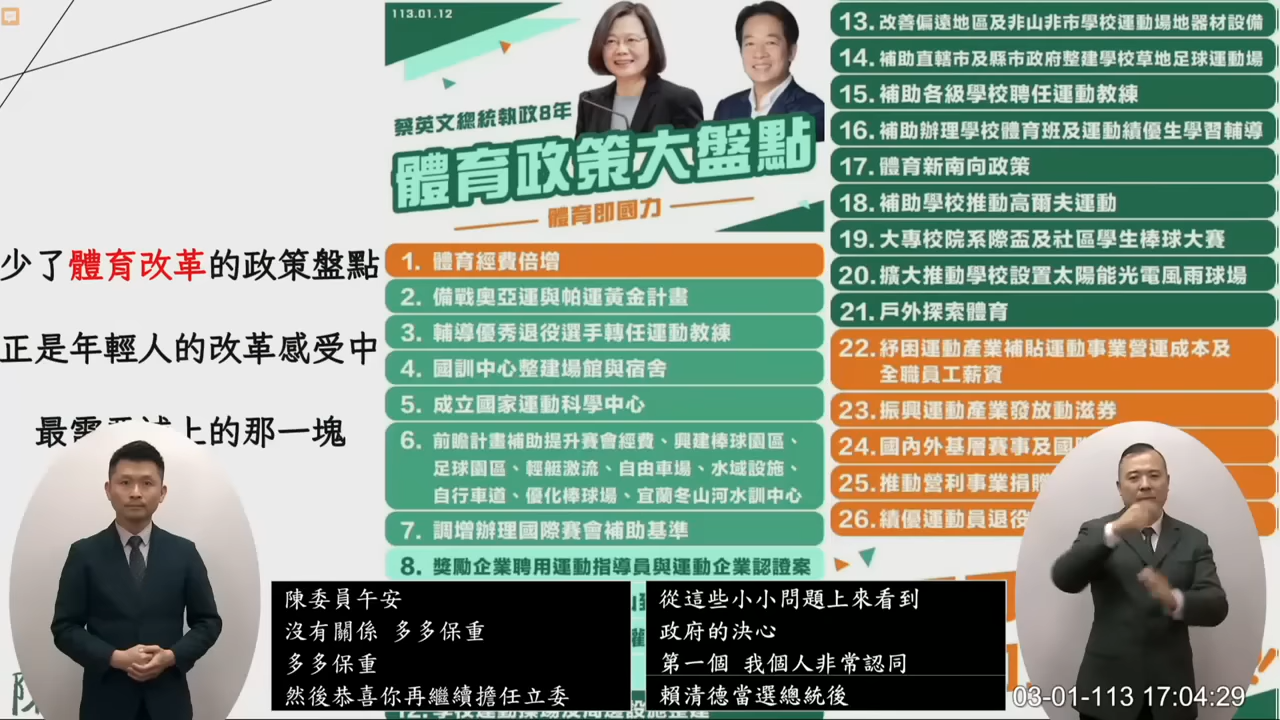 少了體育改革的政策盤點
正是年輕人的改革感受中
上的那一塊
113.01.12
蔡英文總統執政8年
體育政策大盤點
體育即國力
1. 體育經費倍增
2. 備戰奧亞運與帕運黃金計畫
3. 輔導優秀退役選手轉任運動教練
4. 國訓中心整建場館與宿舍
5. 成立國家運動科學中心
6. 前瞻計畫補助提升賽會經費、興建棒球園區、
足球園區、輕艇激流、自由車場、水域設施、
自行車道、優化棒球場、宜蘭冬山河水訓中心
7. 調增辦理國際賽會補助基準
8. 獎勵企業聘用運動指導員與運動企業認證案
13. 改善偏遠地區及非山非市學校運動場地器材設備
14. 補助直轄市及縣市政府整建學校草地足球運動場
15. 補助各級學校聘任運動教練
16. 補助辦理學校體育班及運動績優生學習輔導
17. 體育新南向政策
18. 補助學校推動高爾夫運動
19. 大專校院系際盃及社區學生棒球大賽
20. 擴大推動學校設置太陽能光電風雨球場
21. 戶外探索體育
22. 紓困運動產業補貼運動事業營運成本及
全職員工薪資
23. 振興運動產業發放動滋券
24. 國內外基層賽事及國
25. 推動營利事業捐
26. 績優運動員退役
陳委員午安
沒有關係 多多保重
多多保重
然後恭喜你再繼續擔任立委
從這些小小問題上來看到
政府的決心
第一個 我個人非常認同
賴清德當選總統後
03-01-113 17:04:29